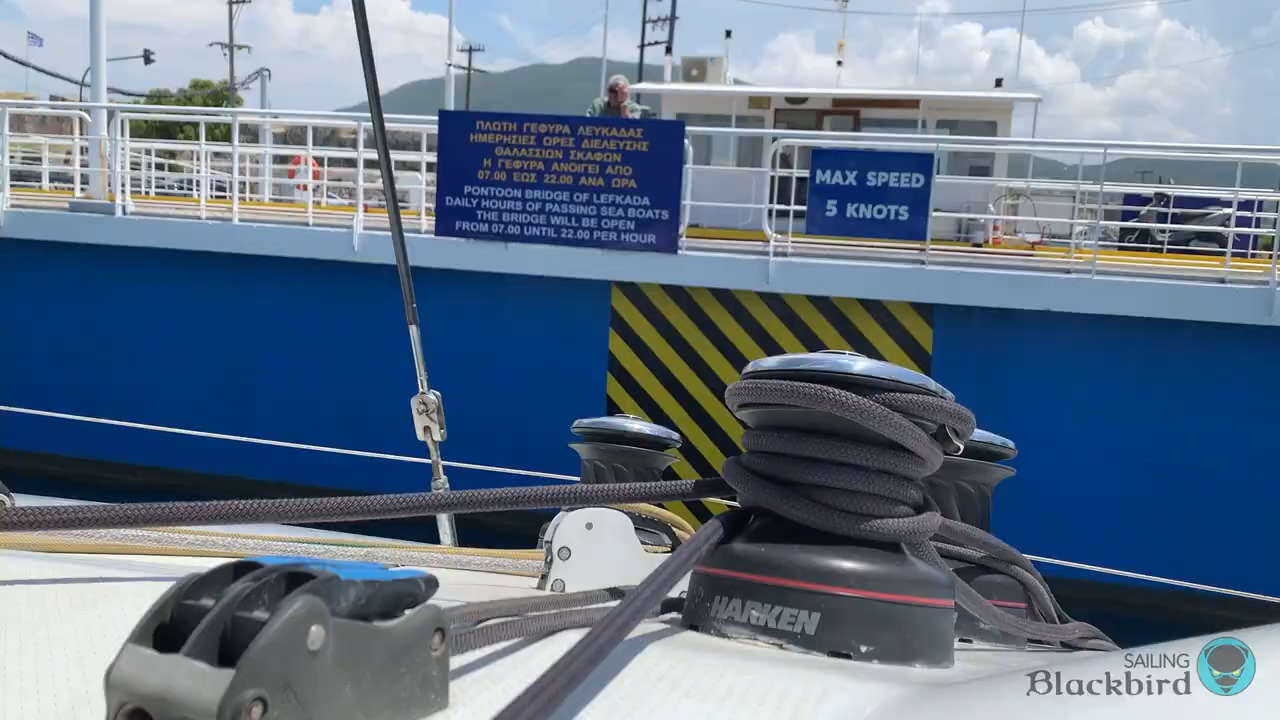 ΠΛΩΤΗ ΓΕΦΥΡΑ ΛΕΥΚΑΔΑΣ
ΗΜΕΡΗΣΙΕΣ ΩΡΕΣ ΔΙΕΛΕΥΣΗΣ
ΘΑΛΑΣΣΙΩΝ ΣΚΑΦΩΝ
Η ΓΕΦΥΡΑ ΑΝΟΙΓΕΙ ΑΠΟ
07.00 ΕΩΣ 22.00 ΑΝΑ ΩΡΑ
PONTOON BRIDGE OF LEFKADA
DAILY HOURS OF PASSING SEA BOATS
THE BRIDGE WILL BE OPEN
FROM 07.00 UNTIL 22.00 PER HOUR
MAX SPEED
5 KNOTS
HARKEN
SAILING
Blackbird